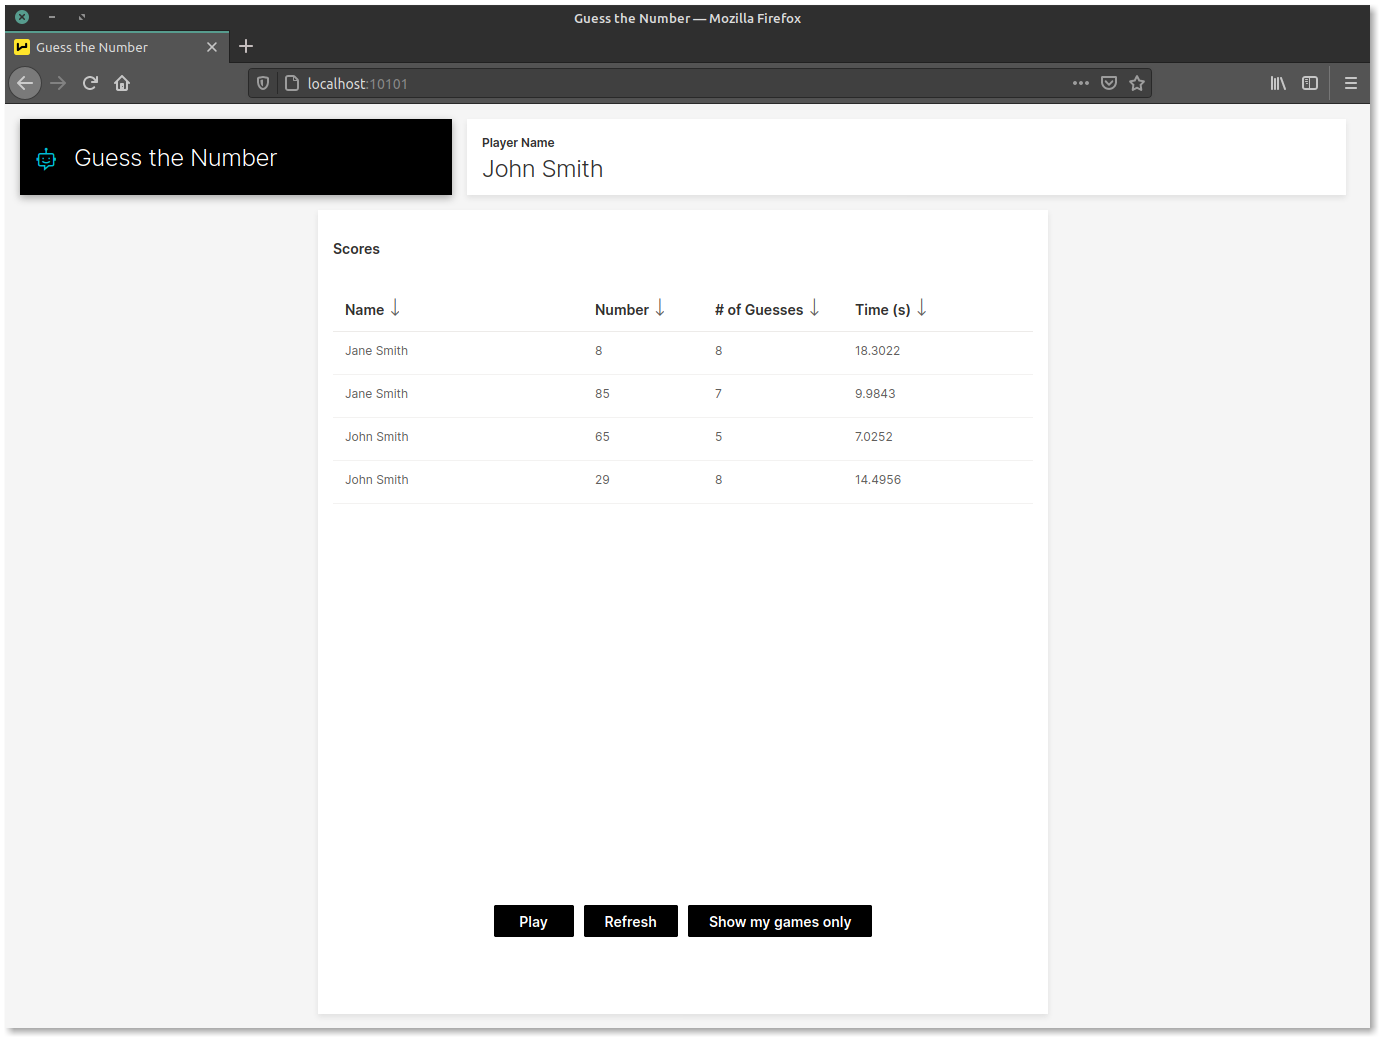 Guess the Number — Mozilla Firefox
Guess the Number
localhost:10101
Guess the Number
Player Name
John Smith
Scores
Name Number # of Guesses Time (s)
Jane Smith 8 8 18.3022
Jane Smith 85 7 9.9843
John Smith 65 5 7.0252
John Smith 29 8 14.4956
Play Refresh Show my games only